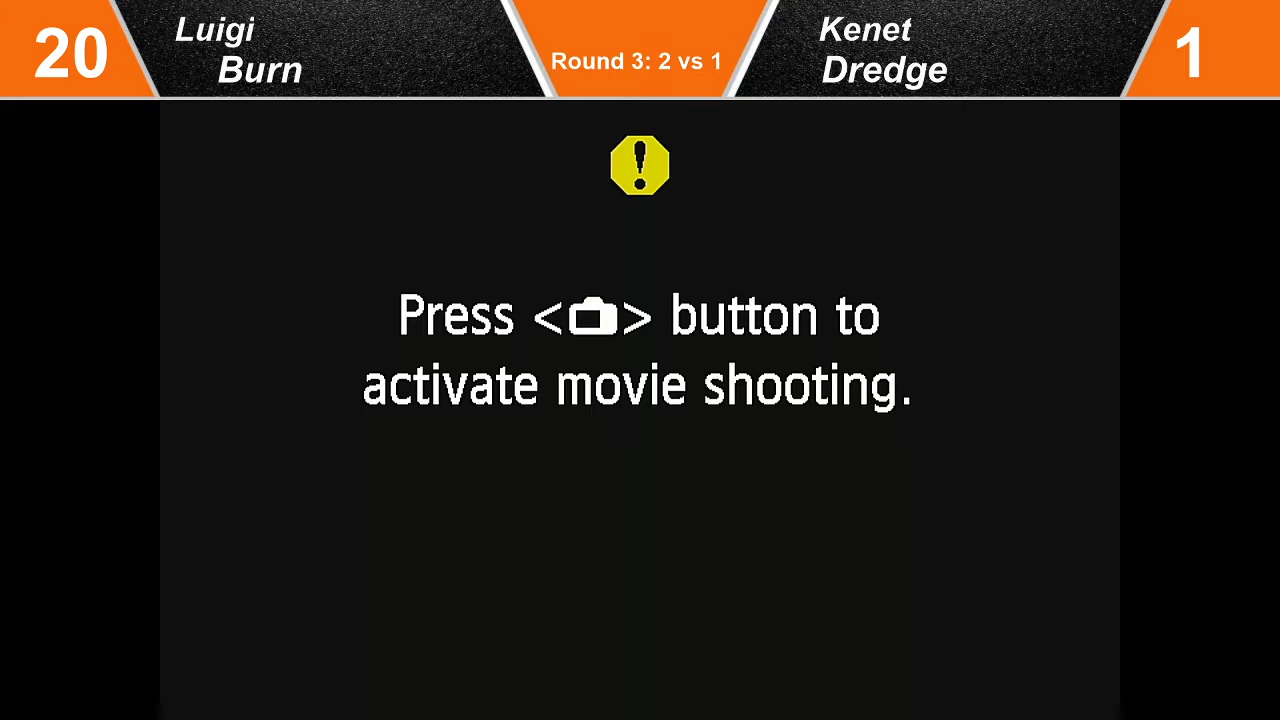 20
Luigi
Burn
Round 3: 2 vs 1
Kenet
Dredge
1
Press < > button to
activate movie shooting.